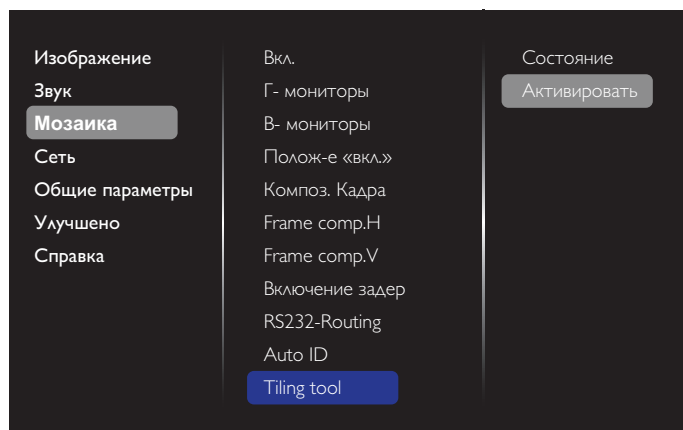 Изображение
Звук
Мозаика
Сеть
Общие параметры
Улучшено
Справка
Вкл.
Г- мониторы
В- мониторы
Полож-е «вкл.»
Композ. Кадра
Frame comp.H
Frame comp.V
Включение задер
RS232-Routing
Auto ID
Tiling tool
Состояние
Активировать